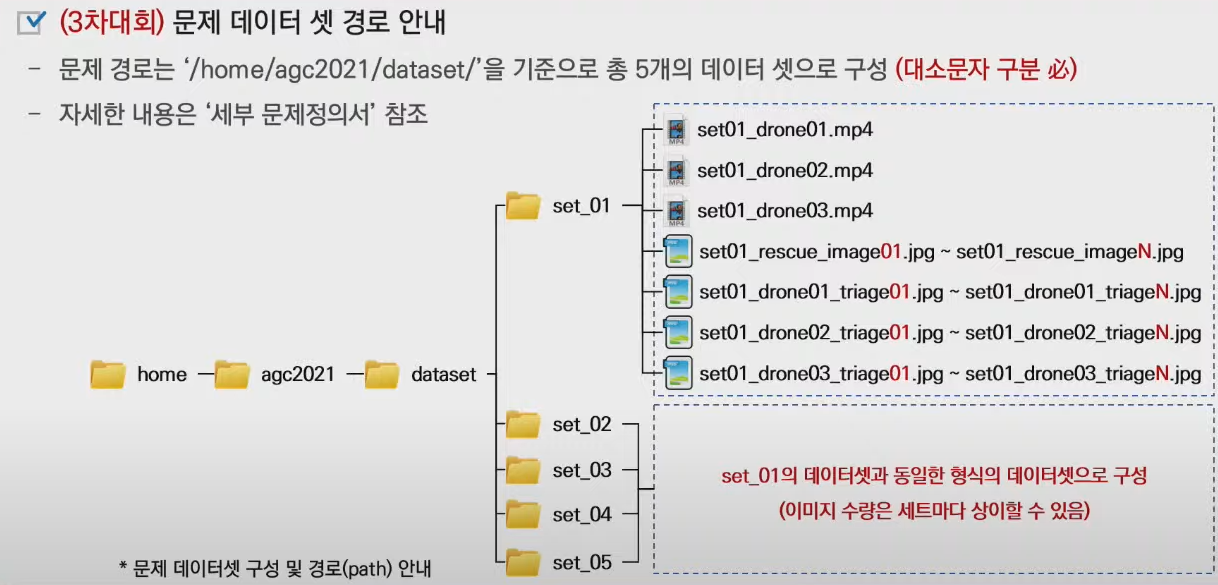 (3차대회) 문제 데이터 셋 경로 안내
- 문제 경로는 ‘/home/agc2021/dataset/’을 기준으로 총 5개의 데이터 셋으로 구성 (대소문자 구분 必)
- 자세한 내용은 ‘세부 문제정의서’ 참조
set01_drone01.mp4
set01_drone02.mp4
set01_drone03.mp4
set01_rescue_image01.jpg ~ set01_rescue_imageN.jpg
set01_drone01_triage01.jpg ~ set01_drone01_triageN.jpg
set01_drone02_triage01.jpg ~ set01_drone02_triageN.jpg
set01_drone03_triage01.jpg ~ set01_drone03_triageN.jpg
set_01
home
agc2021
dataset
set_02
set_03
set_04
set_05
set_01의 데이터셋과 동일한 형식의 데이터셋으로 구성
(이미지 수량은 세트마다 상이할 수 있음)
* 문제 데이터셋 구성 및 경로(path) 안내